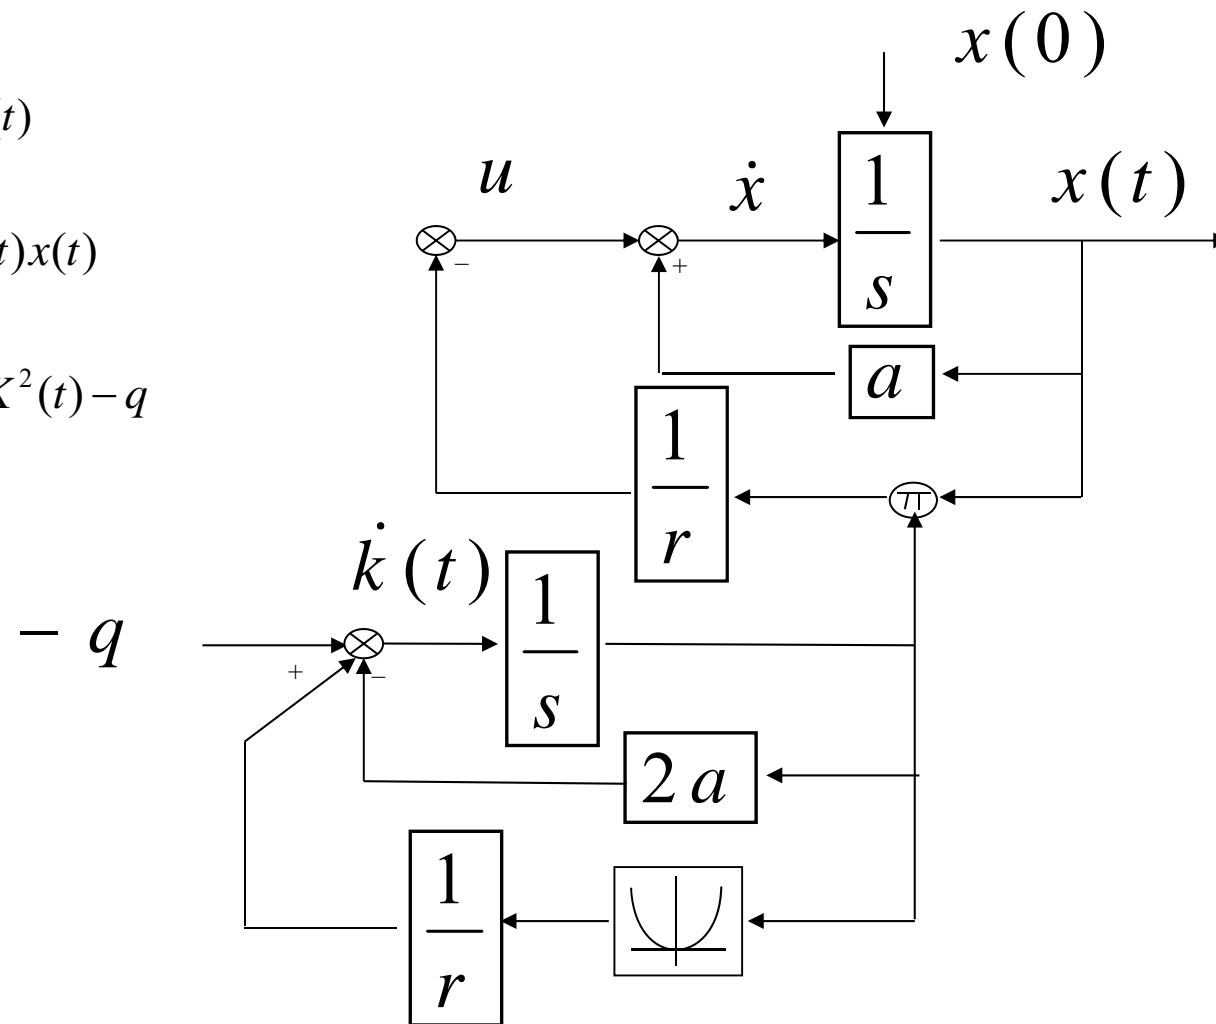 x(0)
(t)
u
ẋ
1
s
x(t)
t)x(t)
+
−
a
K²(t) − q
1
r
π
k̇(t)
1
s
− q
+
−
2a
1
r